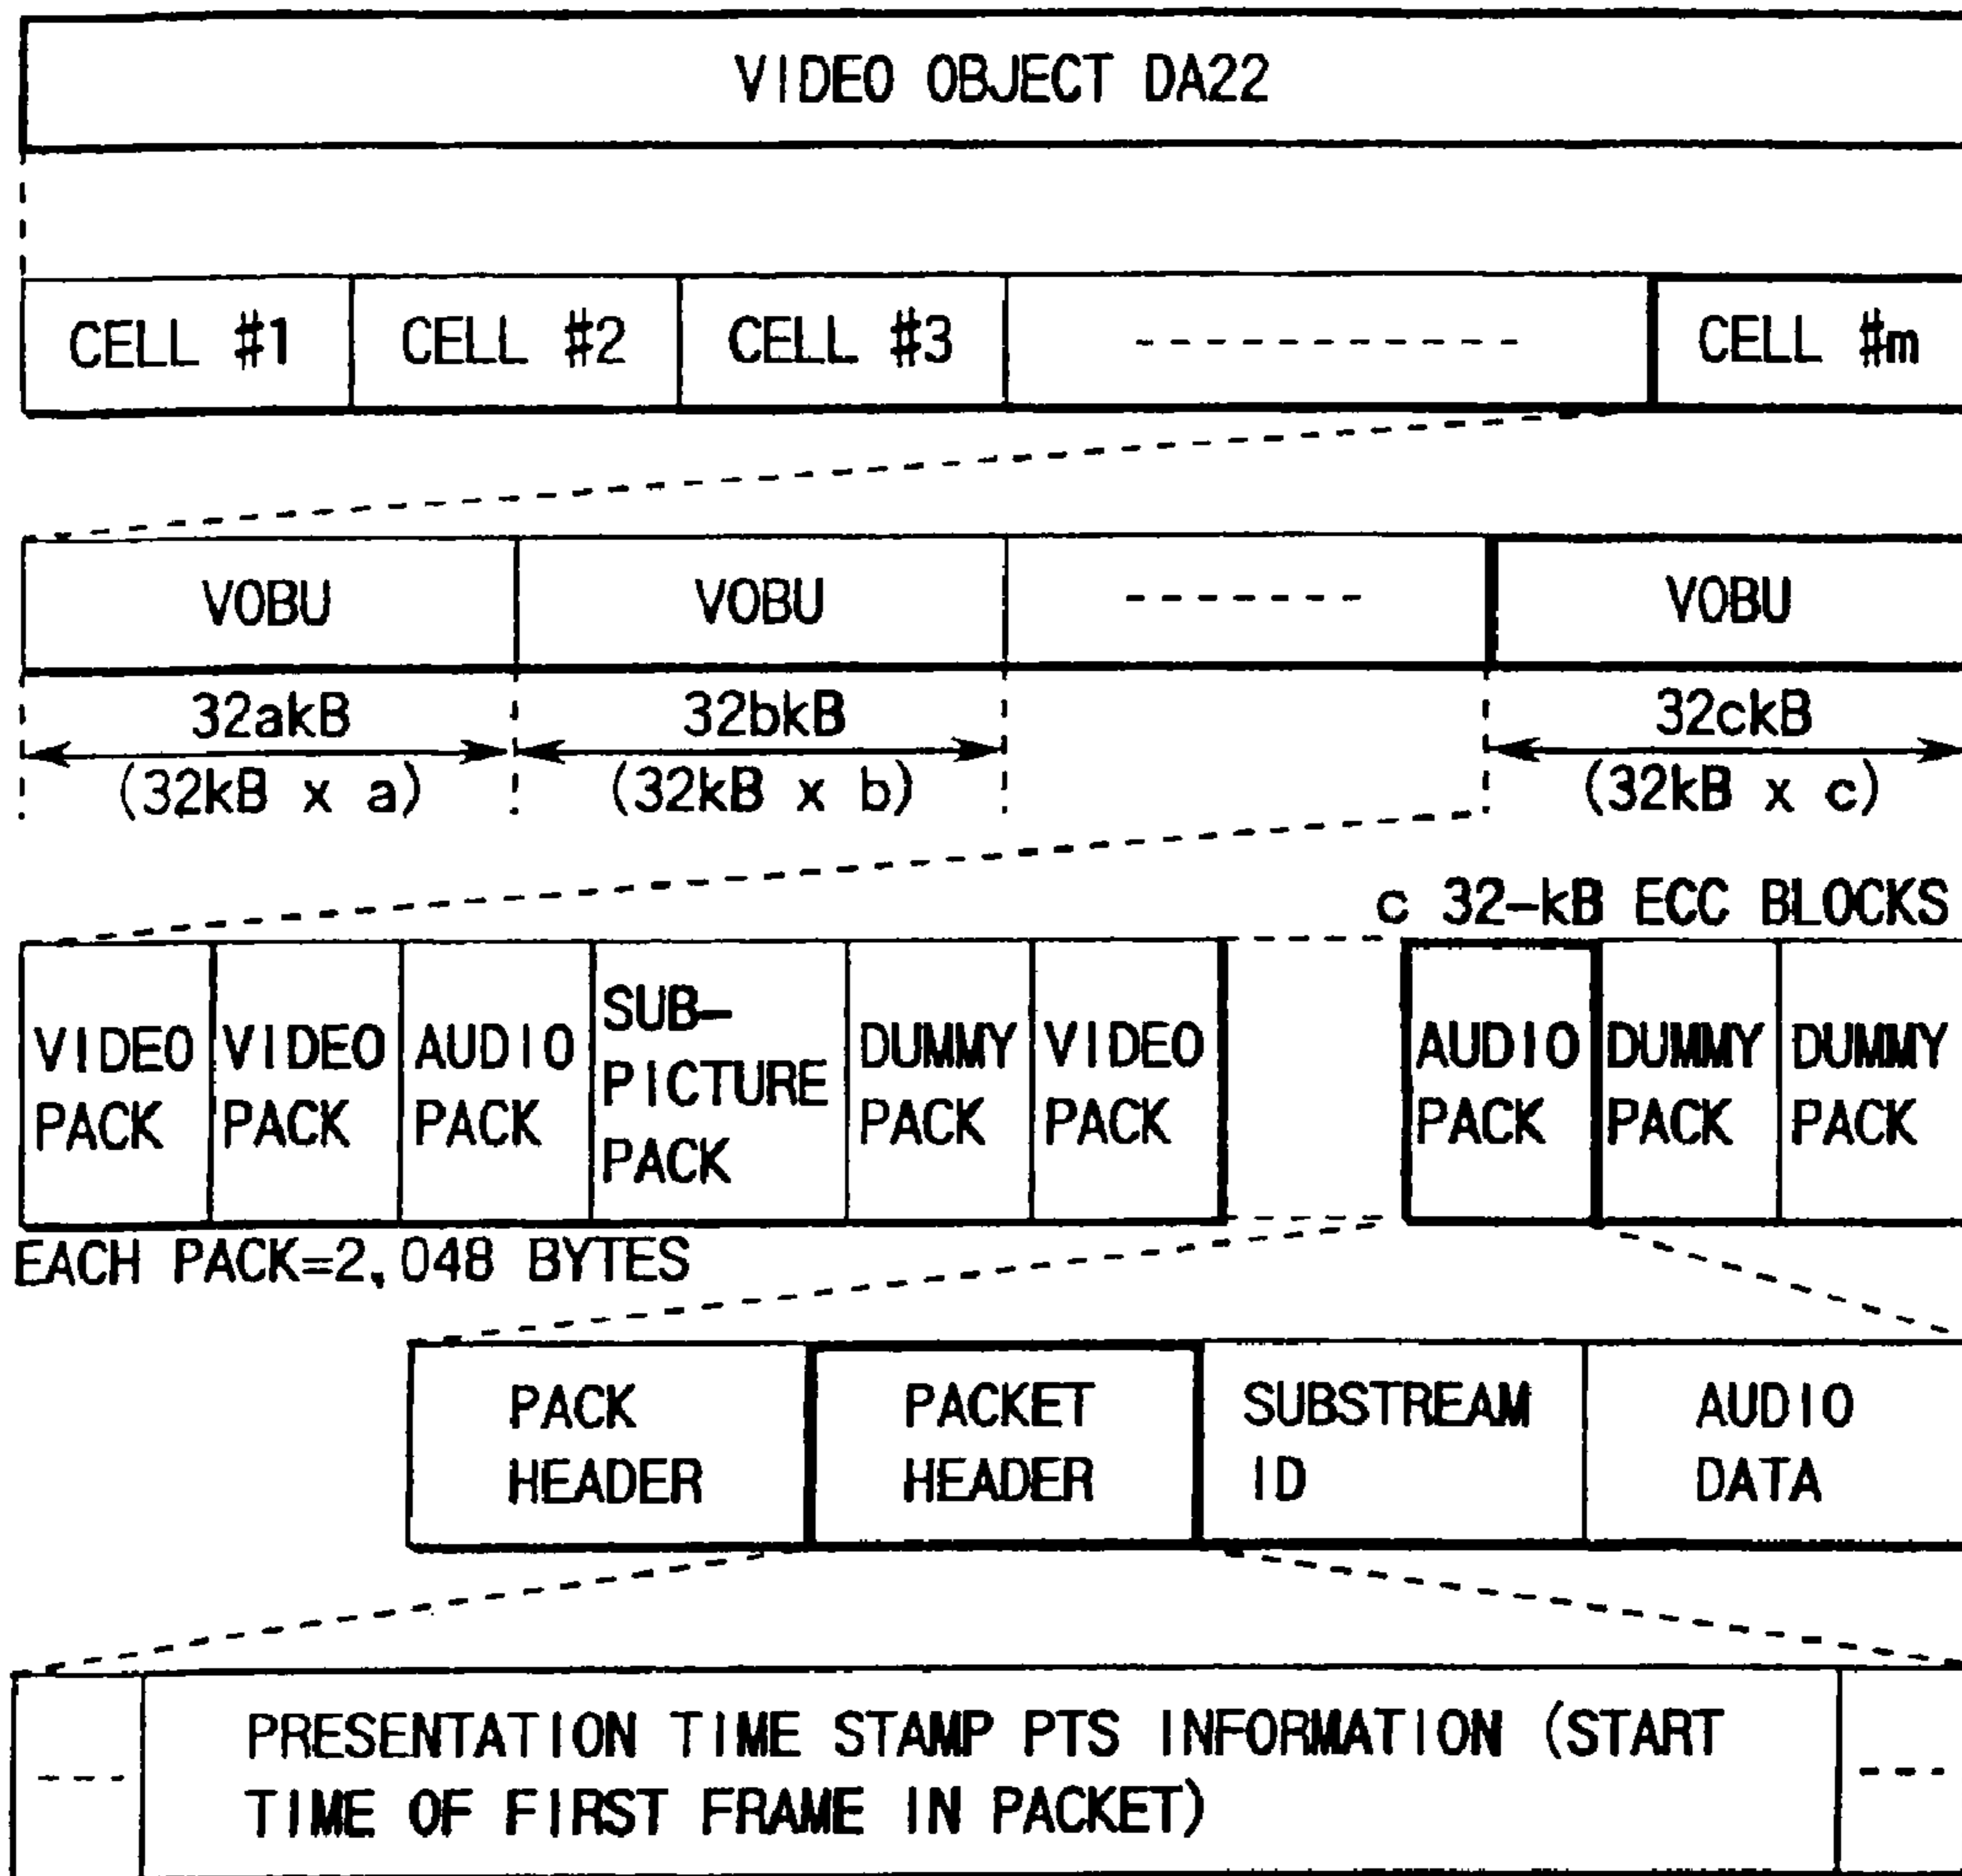 VIDEO OBJECT DA22
CELL #1 CELL #2 CELL #3 ------------ CELL #m
VOBU VOBU ------- VOBU
32akB 32bkB 32ckB
(32kB x a) (32kB x b) (32kB x c)
c 32-kB ECC BLOCKS
VIDEO PACK
VIDEO PACK
AUDIO PACK
SUB-
PICTURE
PACK
DUMMY PACK
VIDEO PACK
AUDIO PACK
DUMMY PACK
DUMMY PACK
EACH PACK=2,048 BYTES
PACK
HEADER
PACKET
HEADER
SUBSTREAM
ID
AUDIO
DATA
--- PRESENTATION TIME STAMP PTS INFORMATION (START ---
TIME OF FIRST FRAME IN PACKET)